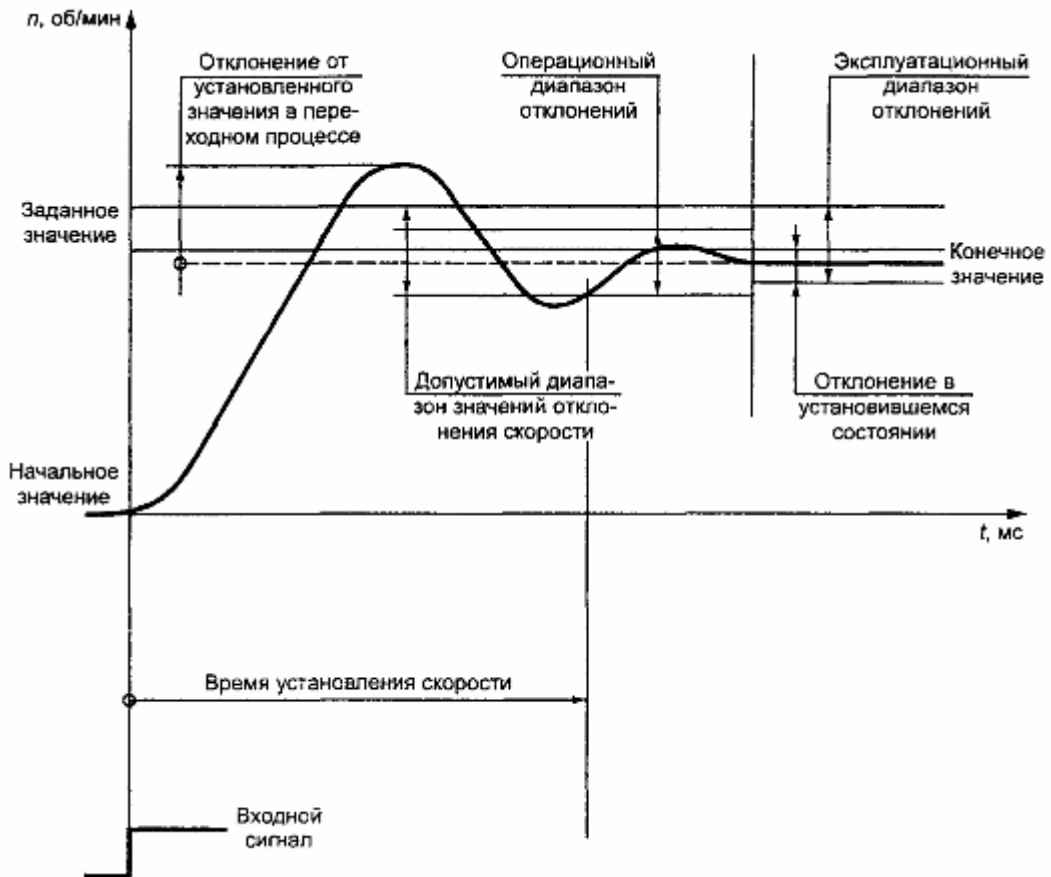 n, об/мин
Отклонение от
установленного
значения в пере-
ходном процессе
Операционный
диапазон
отклонений
Эксплуатационный
диапазон
отклонений
Заданное
значение
Конечное
значение
Допустимый диапа-
зон значений откло-
нения скорости
Отклонение в
установившемся
состоянии
Начальное
значение
t, мс
Время установления скорости
Входной
сигнал